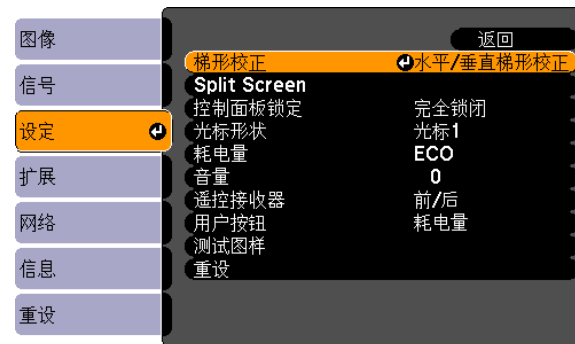 图像
信号
设定
扩展
网络
信息
重设
返回
梯形校正 水平/垂直梯形校正
Split Screen
控制面板锁定 完全锁闭
光标形状 光标1
耗电量 ECO
音量 0
遥控接收器 前/后
用户按钮 耗电量
测试图样
重设